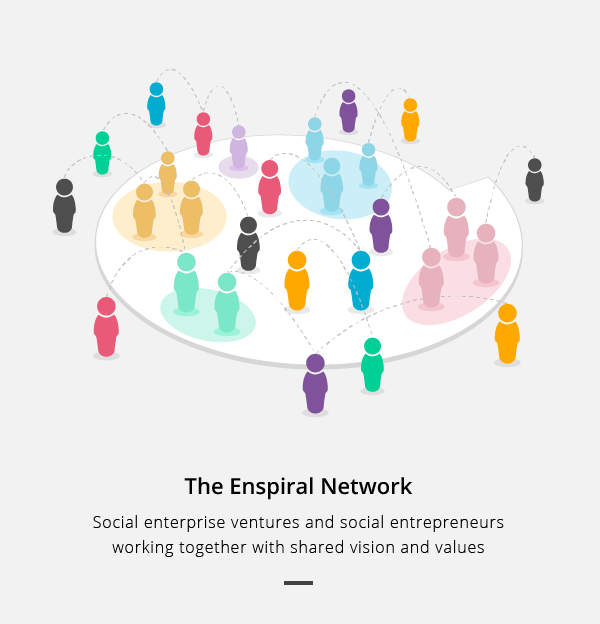 The Enspiral Network
Social enterprise ventures and social entrepreneurs
working together with shared vision and values